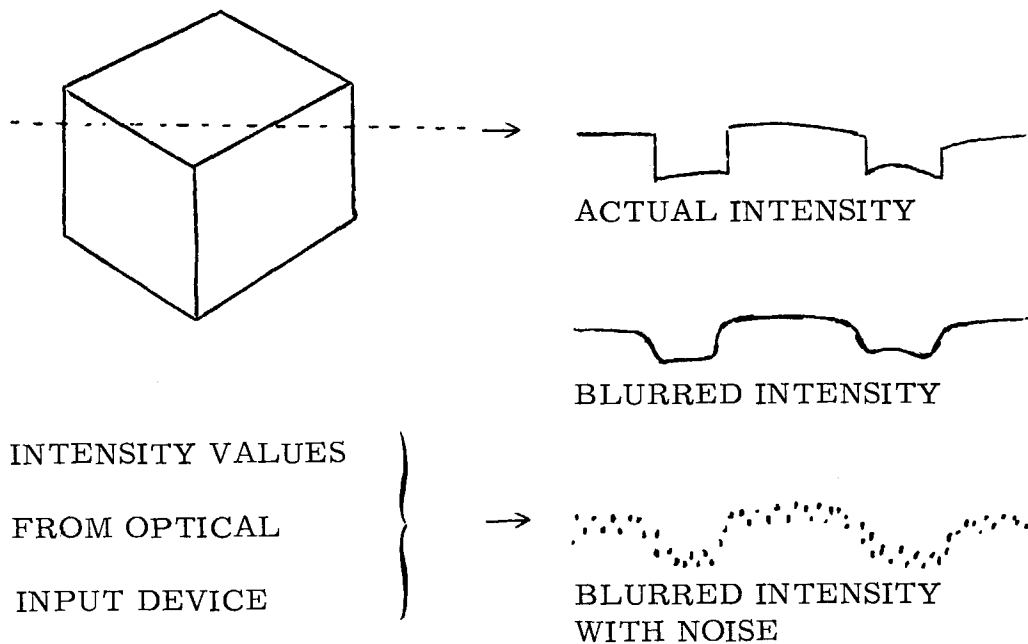 ACTUAL INTENSITY
BLURRED INTENSITY
INTENSITY VALUES
FROM OPTICAL
INPUT DEVICE
BLURRED INTENSITY
WITH NOISE